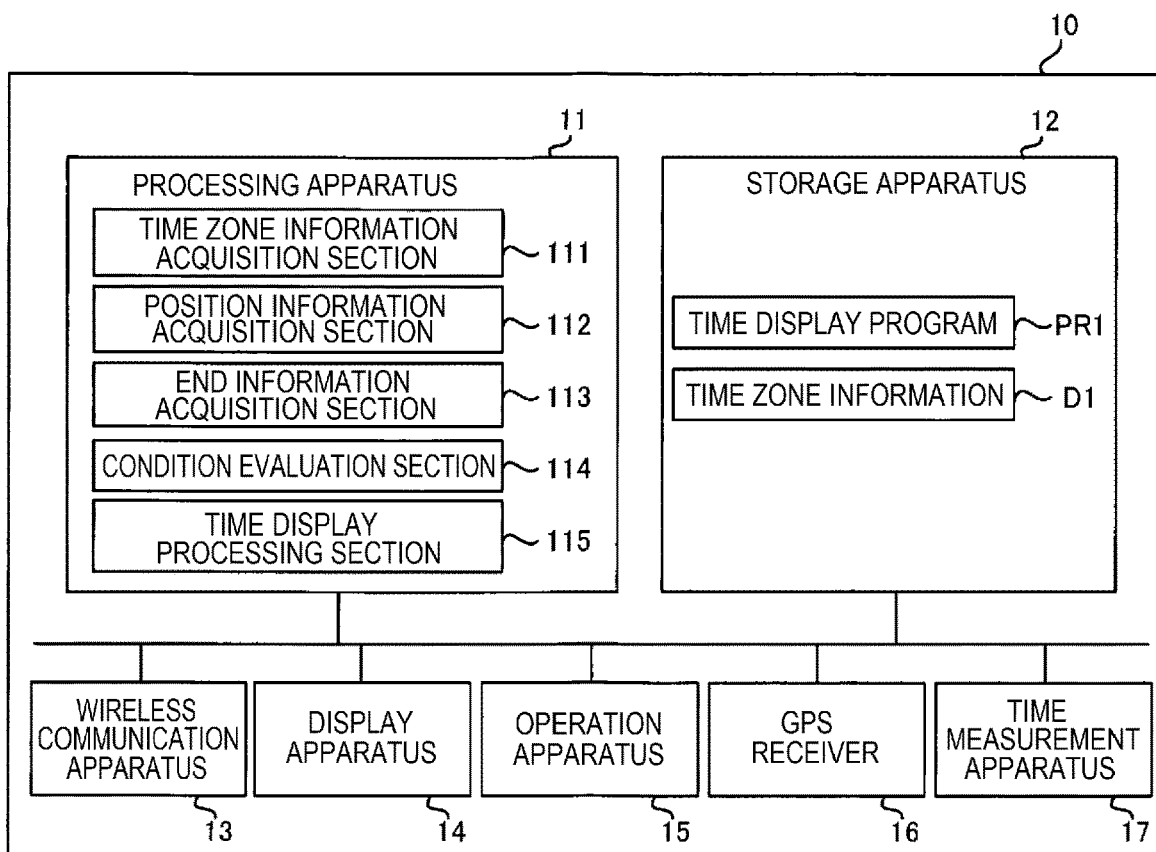 10
11
12
PROCESSING APPARATUS
STORAGE APPARATUS
TIME ZONE INFORMATION
ACQUISITION SECTION
111
POSITION INFORMATION
ACQUISITION SECTION
112
END INFORMATION
ACQUISITION SECTION
113
CONDITION EVALUATION SECTION
114
TIME DISPLAY
PROCESSING SECTION
115
TIME DISPLAY PROGRAM
PR1
TIME ZONE INFORMATION
D1
WIRELESS
COMMUNICATION
APPARATUS
13
DISPLAY
APPARATUS
14
OPERATION
APPARATUS
15
GPS
RECEIVER
16
TIME
MEASUREMENT
APPARATUS
17